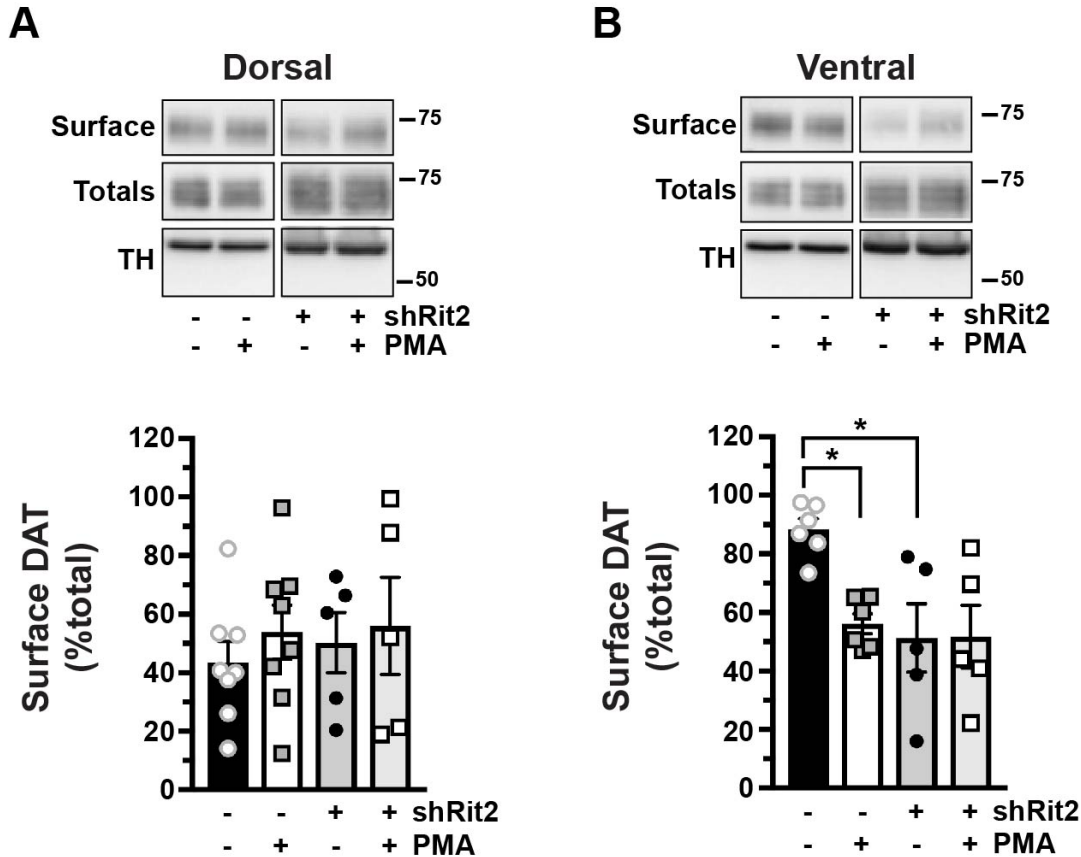 A
Dorsal
Surface
75
Totals
75
TH
50
- - + + shRit2
- + - + PMA
120
100
80
60
40
20
0
Surface DAT
(%total)
- - + + shRit2
- + - + PMA
B
Ventral
Surface
75
Totals
75
TH
50
- - + + shRit2
- + - + PMA
120
100
80
60
40
20
0
Surface DAT
(%total)
*
*
- - + + shRit2
- + - + PMA